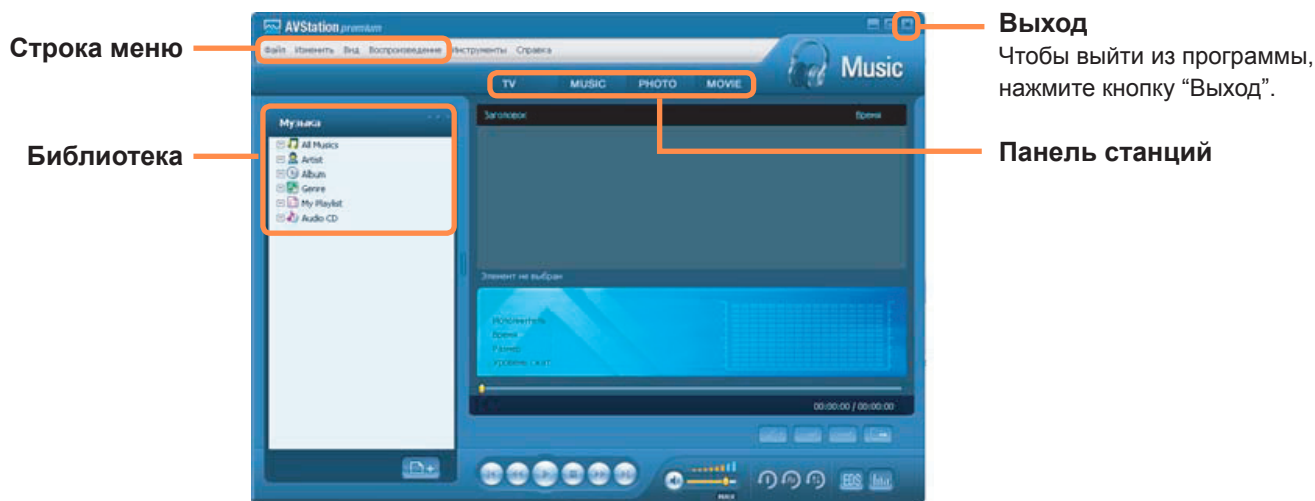 AVStation premium
Выход
Чтобы выйти из программы,
нажмите кнопку “Выход”.
Строка меню
Файл Изменить Вид Воспроизведение Инструменты Справка
Music
TV MUSIC PHOTO MOVIE
Музыка
Заголовок Время
Библиотека
Панель станций
All Musics
Artist
Album
Genre
My Playlist
Audio CD
Элемент не выбран
Исполнитель
Время
Размер
00:00:00 / 00:00:00
EDS